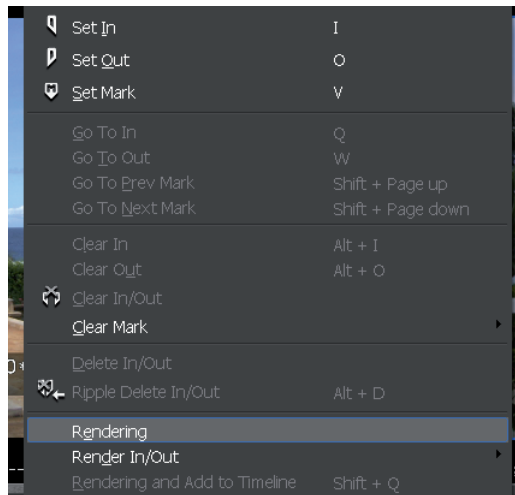 Set In I
Set Out O
Set Mark V
Go To In Q
Go To Out W
Go To Prev Mark Shift + Page up
Go To Next Mark Shift + Page down
Clear In Alt + I
Clear Out Alt + O
Clear In/Out
Clear Mark
Delete In/Out
Ripple Delete In/Out Alt + D
Rendering
Render In/Out
Rendering and Add to Timeline Shift + Q